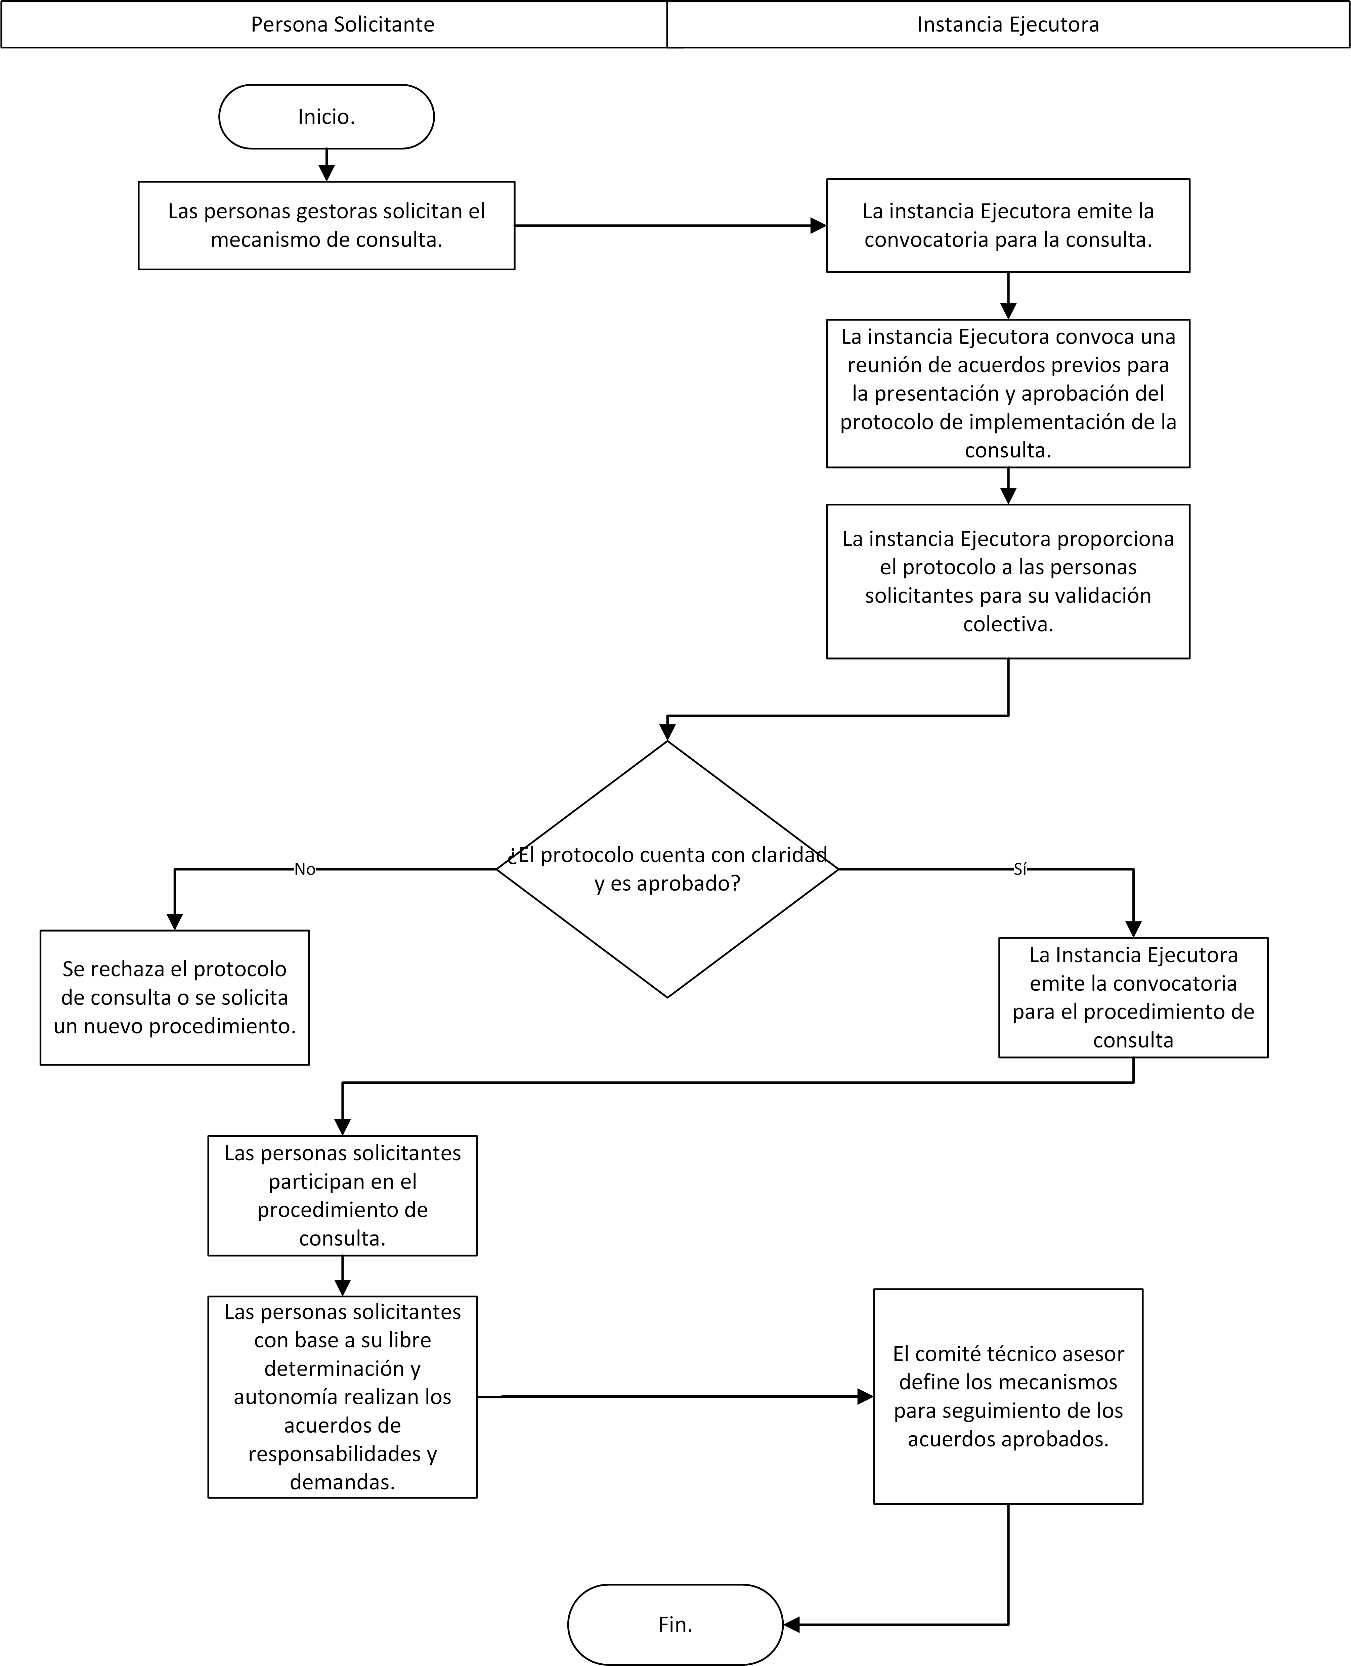 Persona Solicitante
Instancia Ejecutora
Inicio.
Las personas gestoras solicitan el
mecanismo de consulta.
La instancia Ejecutora emite la
convocatoria para la consulta.
La instancia Ejecutora convoca una
reunión de acuerdos previos para
la presentación y aprobación del
protocolo de implementación de la
consulta.
La instancia Ejecutora proporciona
el protocolo a las personas
solicitantes para su validación
colectiva.
¿El protocolo cuenta con claridad
y es aprobado?
No
Sí
Se rechaza el protocolo
de consulta o se solicita
un nuevo procedimiento.
La Instancia Ejecutora
emite la convocatoria
para el procedimiento de
consulta
Las personas solicitantes
participan en el
procedimiento de
consulta.
Las personas solicitantes
con base a su libre
determinación y
autonomía realizan los
acuerdos de
responsabilidades y
demandas.
El comité técnico asesor
define los mecanismos
para seguimiento de los
acuerdos aprobados.
Fin.